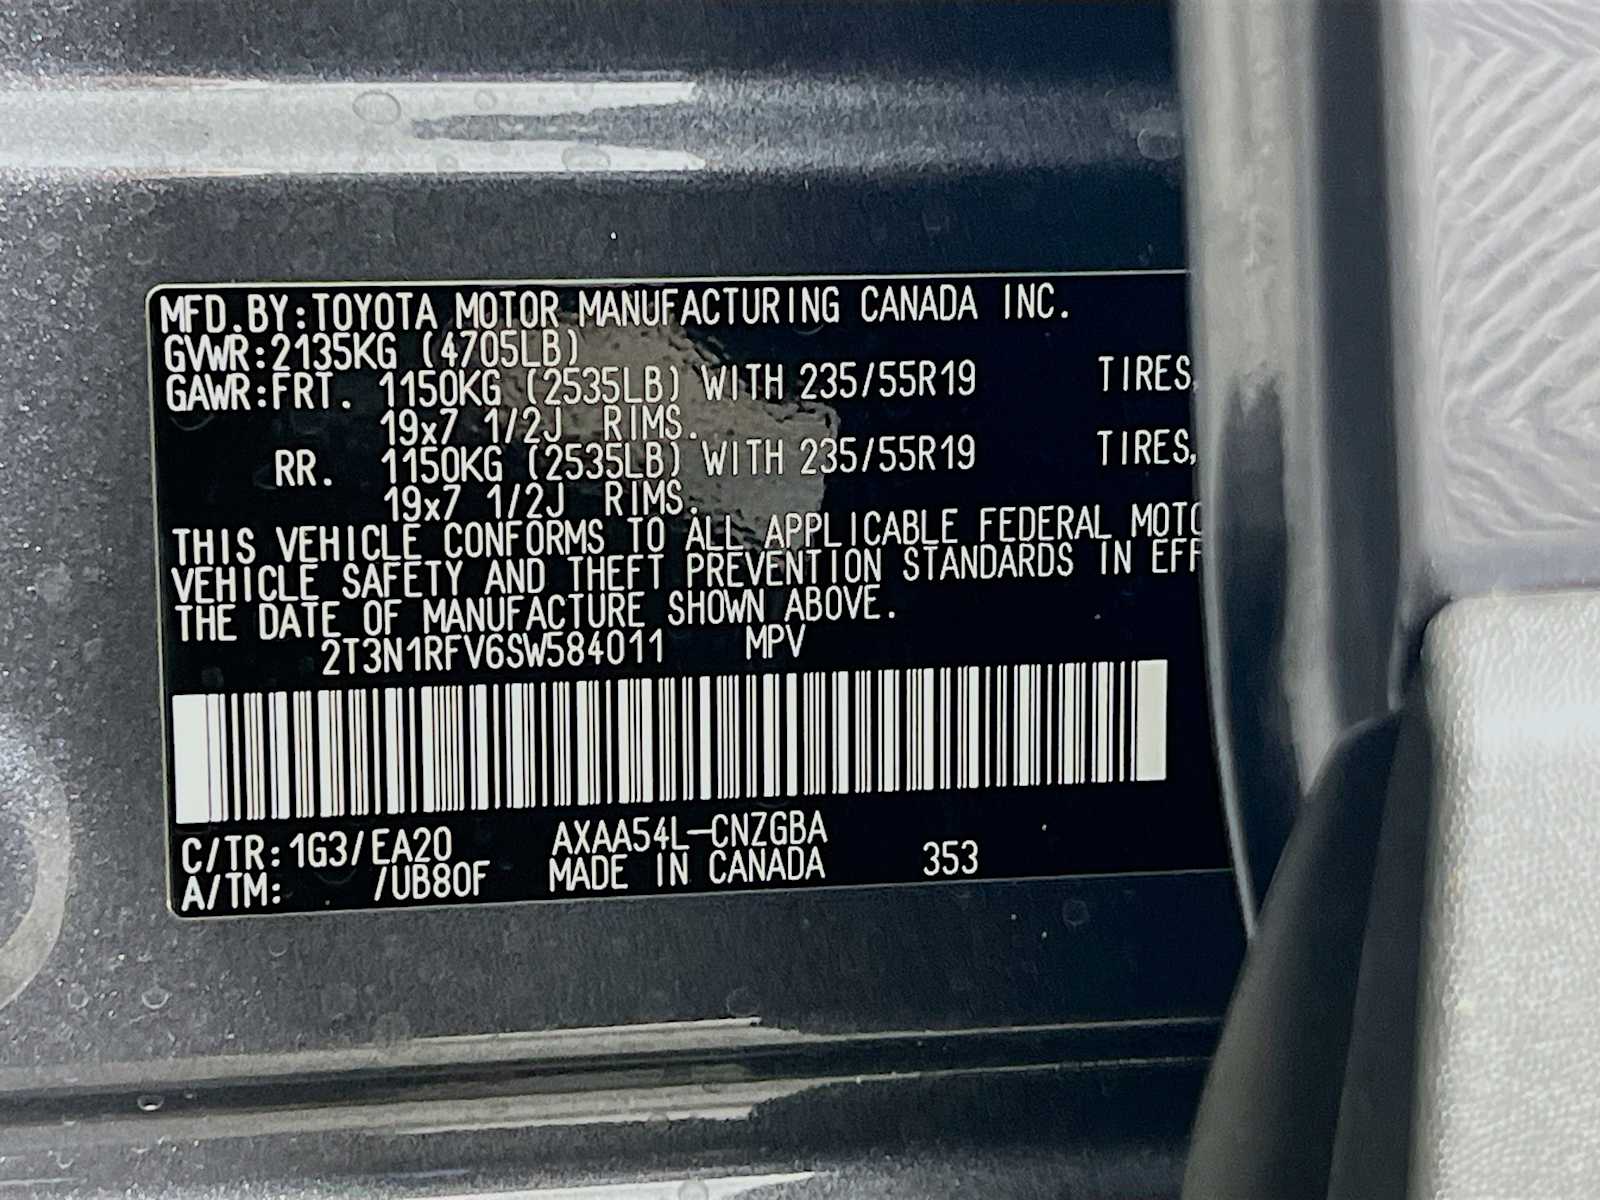 MFD.BY:TOYOTA MOTOR MANUFACTURING CANADA INC.
GVWR:2135KG (4705LB)
GAWR:FRT. 1150KG (2535LB) WITH 235/55R19 TIRES,
19x7 1/2J RIMS.
RR. 1150KG (2535LB) WITH 235/55R19 TIRES,
19x7 1/2J RIMS.
THIS VEHICLE CONFORMS TO ALL APPLICABLE FEDERAL
VEHICLE SAFETY AND THEFT PREVENTION STANDARDS IN
THE DATE OF MANUFACTURE SHOWN ABOVE.
2T3N1RFV6SW584011 MPV
C/TR:1G3/EA20 AXAA54L-CNZGBA
A/TM: /UB80F MADE IN CANADA 353